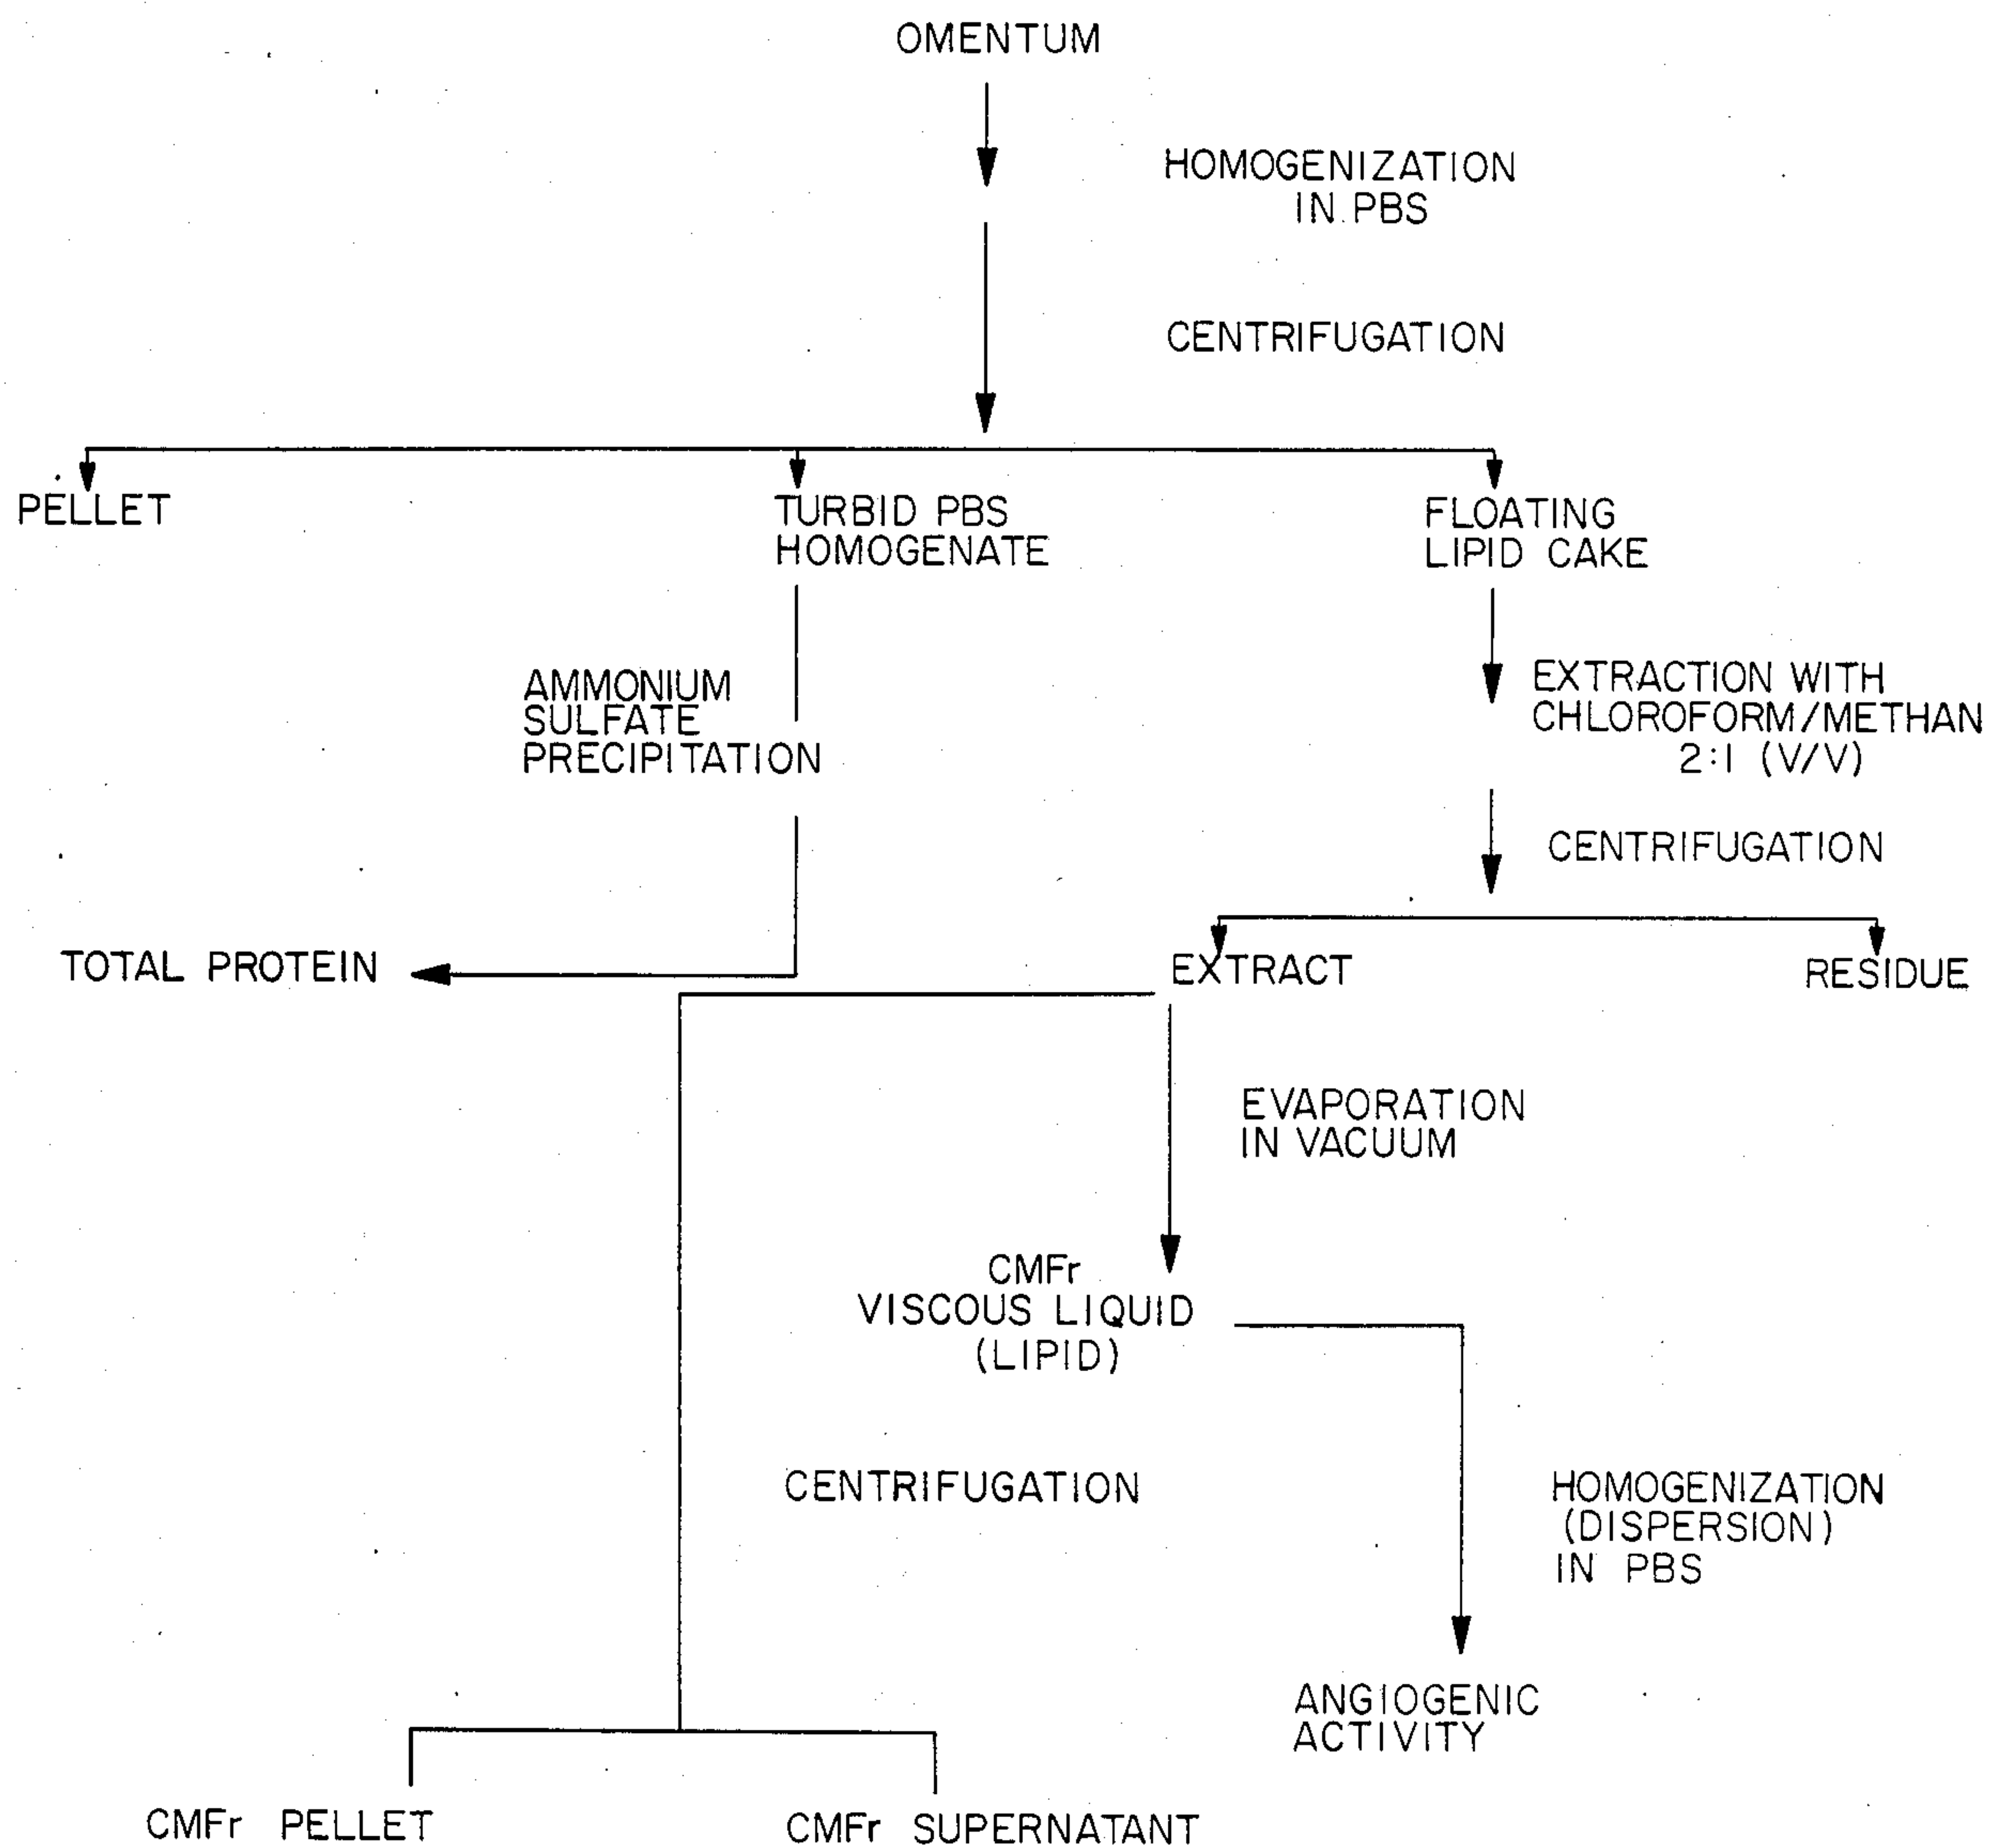 OMENTUM
HOMOGENIZATION
IN PBS
CENTRIFUGATION
PELLET
TURBID PBS
HOMOGENATE
FLOATING
LIPID CAKE
AMMONIUM
SULFATE
PRECIPITATION
EXTRACTION WITH
CHLOROFORM/METHAN
2:1 (V/V)
CENTRIFUGATION
TOTAL PROTEIN
EXTRACT
RESIDUE
EVAPORATION
IN VACUUM
CMFr
VISCOUS LIQUID
(LIPID)
CENTRIFUGATION
HOMOGENIZATION
(DISPERSION)
IN PBS
ANGIOGENIC
ACTIVITY
CMFr PELLET
CMFr SUPERNATANT